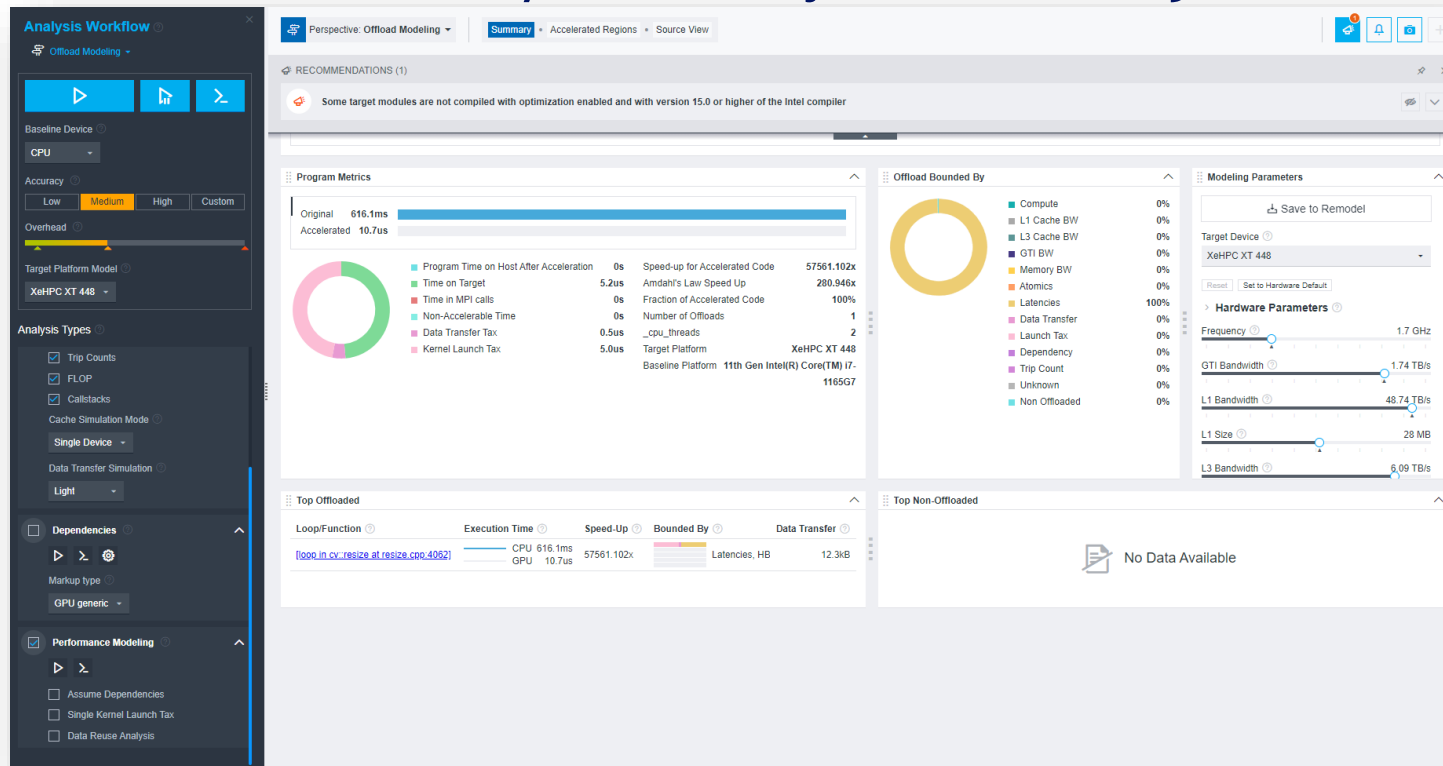 Analysis Workflow
Offload Modeling
Baseline Device
CPU
Accuracy
Low Medium High Custom
Overhead
Target Platform Model
XeHPC XT 448
Analysis Types
Trip Counts
FLOP
Callstacks
Cache Simulation Mode
Single Device
Data Transfer Simulation
Light
Dependencies
Markup type
GPU generic
Performance Modeling
Assume Dependencies
Single Kernel Launch Tax
Data Reuse Analysis
Perspective: Offload Modeling
Summary • Accelerated Regions • Source View
1
RECOMMENDATIONS (1)
Some target modules are not compiled with optimization enabled and with version 15.0 or higher of the Intel compiler
Program Metrics
Original 616.1ms
Accelerated 10.7us
Program Time on Host After Acceleration 0s
Time on Target 5.2us
Time in MPI calls 0s
Non-Accelerable Time 0s
Data Transfer Tax 0.5us
Kernel Launch Tax 5.0us
Speed-up for Accelerated Code 57561.102x
Amdahl's Law Speed Up 280.946x
Fraction of Accelerated Code 100%
Number of Offloads 1
_cpu_threads 2
Target Platform XeHPC XT 448
Baseline Platform 11th Gen Intel(R) Core(TM) i7-
1165G7
Offload Bounded By
Compute 0%
L1 Cache BW 0%
L3 Cache BW 0%
GTI BW 0%
Memory BW 0%
Atomics 0%
Latencies 100%
Data Transfer 0%
Launch Tax 0%
Dependency 0%
Trip Count 0%
Unknown 0%
Non Offloaded 0%
Modeling Parameters
Save to Remodel
Target Device
XeHPC XT 448
Reset Set to Hardware Default
Hardware Parameters
Frequency 1.7 GHz
GTI Bandwidth 1.74 TB/s
L1 Bandwidth 48.74 TB/s
L1 Size 28 MB
L3 Bandwidth 6.09 TB/s
Top Offloaded
Loop/Function Execution Time Speed-Up Bounded By Data Transfer
[loop in cv::resize at resize.cpp:4062] CPU 616.1ms 57561.102x Latencies, HB 12.3kB
GPU 10.7us
Top Non-Offloaded
No Data Available